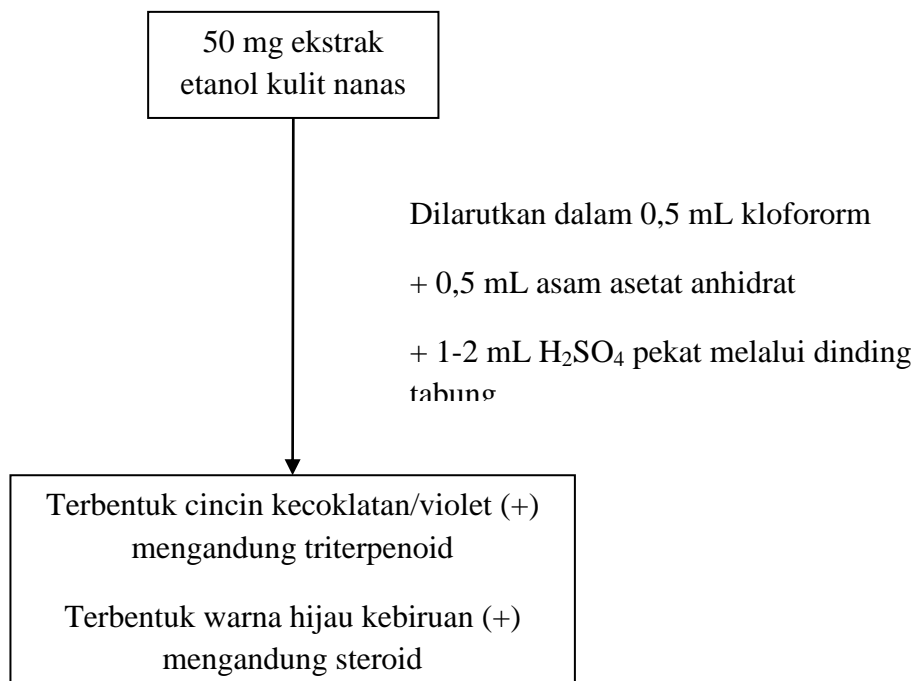 50 mg ekstrak
etanol kulit nanas
Dilarutkan dalam 0,5 mL klofororm
+ 0,5 mL asam asetat anhidrat
+ 1-2 mL H₂SO₄ pekat melalui dinding
tabung
Terbentuk cincin kecoklatan/violet (+)
mengandung triterpenoid
Terbentuk warna hijau kebiruan (+)
mengandung steroid